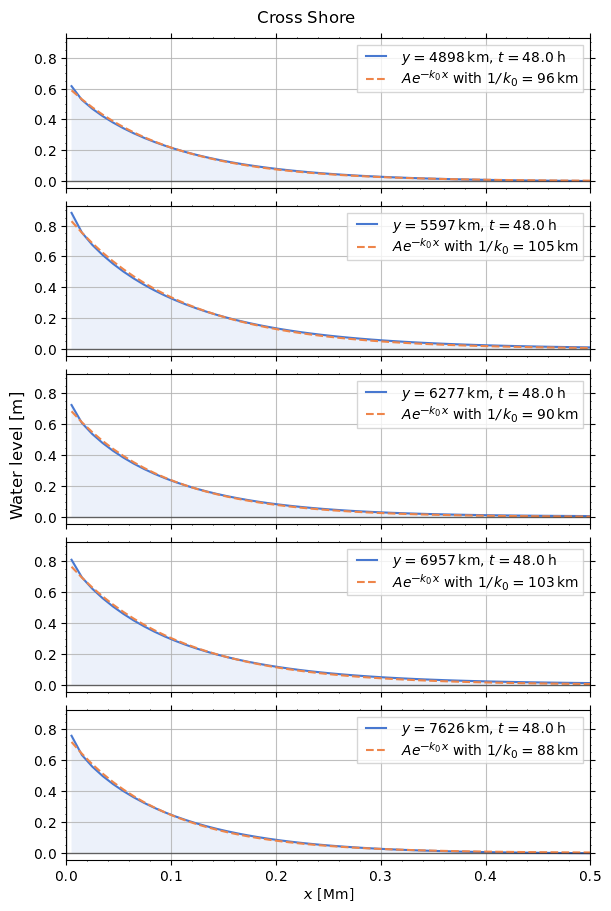 Cross Shore
Water level [m]
0.8
0.6
0.4
0.2
0.0
y = 4898 km, t = 48.0 h
Ae^{-k_0x} with 1/k_0 = 96 km
0.8
0.6
0.4
0.2
0.0
y = 5597 km, t = 48.0 h
Ae^{-k_0x} with 1/k_0 = 105 km
0.8
0.6
0.4
0.2
0.0
y = 6277 km, t = 48.0 h
Ae^{-k_0x} with 1/k_0 = 90 km
0.8
0.6
0.4
0.2
0.0
y = 6957 km, t = 48.0 h
Ae^{-k_0x} with 1/k_0 = 103 km
0.8
0.6
0.4
0.2
0.0
y = 7626 km, t = 48.0 h
Ae^{-k_0x} with 1/k_0 = 88 km
0.0 0.1 0.2 0.3 0.4 0.5
x [Mm]